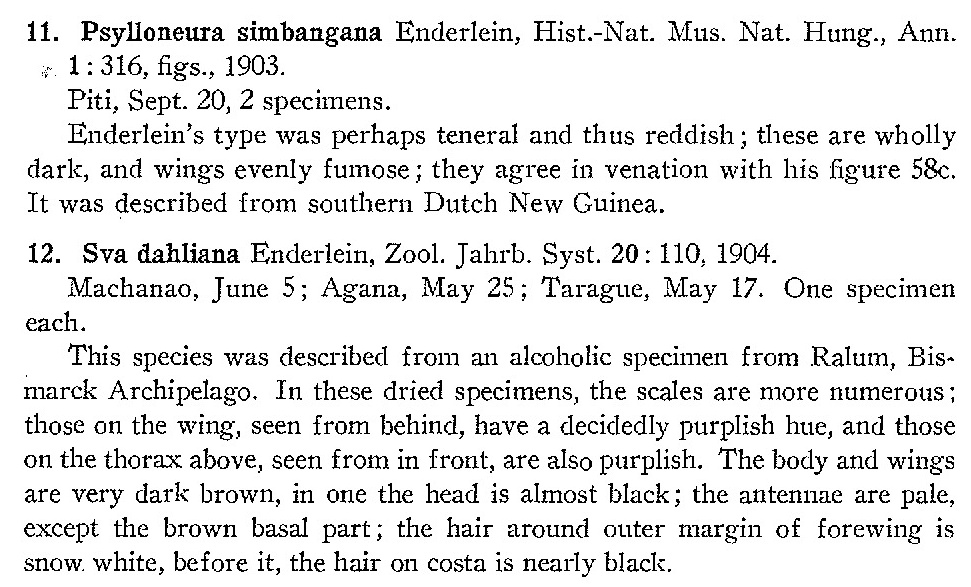 11. Psylloneura simbangana Enderlein, Hist.-Nat. Mus. Nat. Hung., Ann.
1: 316, figs., 1903.
Piti, Sept. 20, 2 specimens.
Enderlein's type was perhaps teneral and thus reddish; these are wholly
dark, and wings evenly fumose; they agree in venation with his figure 58c.
It was described from southern Dutch New Guinea.
12. Sva dahliana Enderlein, Zool. Jahrb. Syst. 20: 110, 1904.
Machanao, June 5; Agana, May 25; Tarague, May 17. One specimen
each.
This species was described from an alcoholic specimen from Ralum, Bis-
marck Archipelago. In these dried specimens, the scales are more numerous;
those on the wing, seen from behind, have a decidedly purplish hue, and those
on the thorax above, seen from in front, are also purplish. The body and wings
are very dark brown, in one the head is almost black; the antennae are pale,
except the brown basal part; the hair around outer margin of forewing is
snow white, before it, the hair on costa is nearly black.